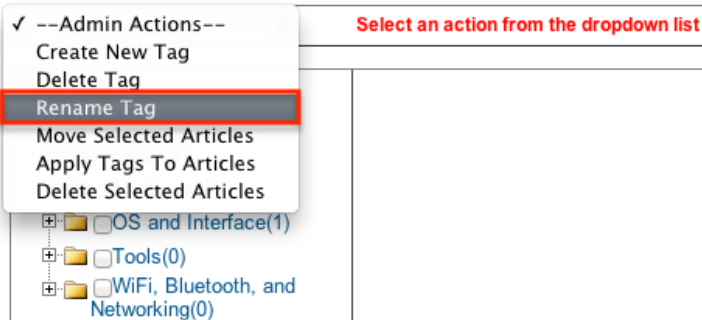 ✓ --Admin Actions--
Select an action from the dropdown list
Create New Tag
Delete Tag
Rename Tag
Move Selected Articles
Apply Tags To Articles
Delete Selected Articles
OS and Interface(1)
Tools(0)
WiFi, Bluetooth, and
Networking(0)